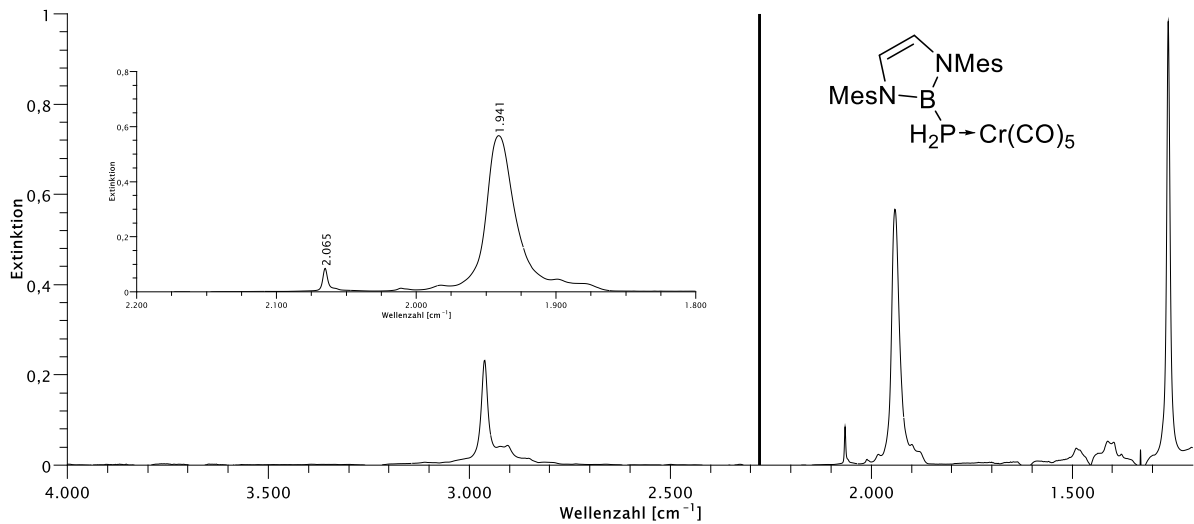 1
0,8
0,6
0,4
0,2
0
Extinktion
4.000
3.500
3.000
2.500
2.000
1.500
Wellenzahl [cm⁻¹]
0,8
0,6
0,4
0,2
0
Extinktion
2.200
2.100
2.000
1.900
1.800
Wellenzahl [cm⁻¹]
2.065
1.941
NMes
MesN
B
H₂P
Cr(CO)₅